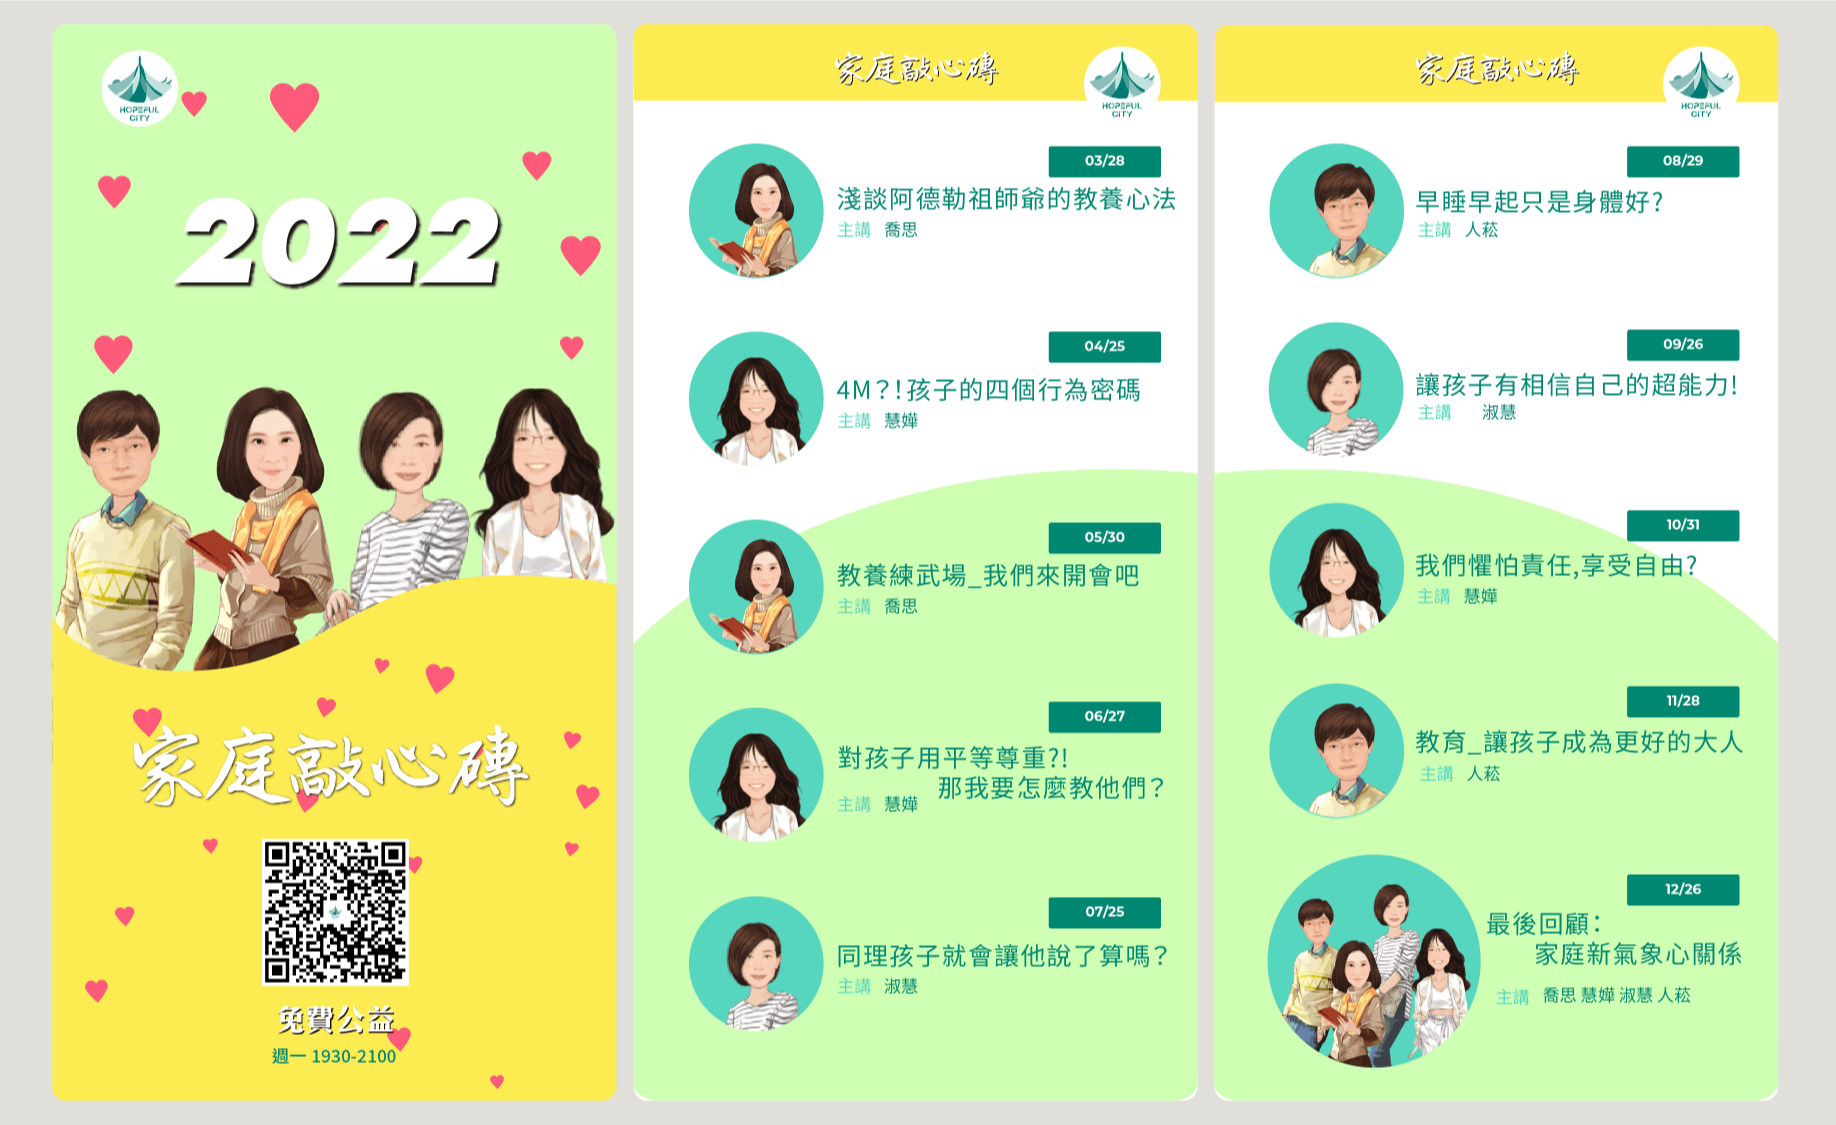 HOPEFUL
CITY
2022
家庭敲心磚
免費公益
週一 1930-2100
家庭敲心磚
HOPEFUL
CITY
03/28
淺談阿德勒祖師爺的教養心法
主講 喬思
04/25
4M?!孩子的四個行為密碼
主講 慧嬅
05/30
教養練武場_我們來開會吧
主講 喬思
06/27
對孩子用平等尊重?!
那我要怎麼教他們?
主講 慧嬅
07/25
同理孩子就會讓他說了算嗎?
主講 淑慧
家庭敲心磚
HOPEFUL
CITY
08/29
早睡早起只是身體好?
主講 人菘
09/26
讓孩子有相信自己的超能力!
主講 淑慧
10/31
我們懼怕責任,享受自由?
主講 慧嬅
11/28
教育_讓孩子成為更好的大人
主講 人菘
12/26
最後回顧:
家庭新氣象心關係
主講 喬思 慧嬅 淑慧 人菘